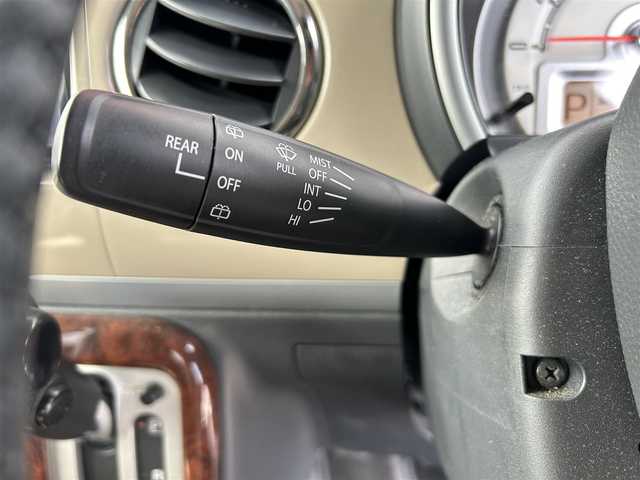 REAR
ON
OFF
PULL
MIST
OFF
INT
LO
HI
P